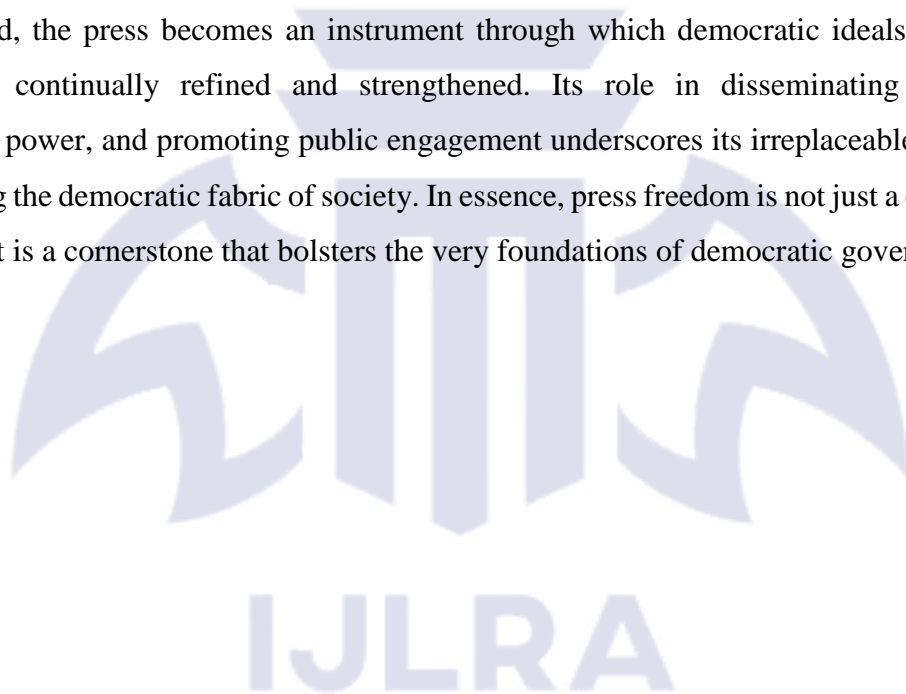 the press becomes an instrument through which democratic ideals
continually refined and strengthened. Its role in disseminating
power, and promoting public engagement underscores its irreplaceable
the democratic fabric of society. In essence, press freedom is not just a
is a cornerstone that bolsters the very foundations of democratic
IJLRA